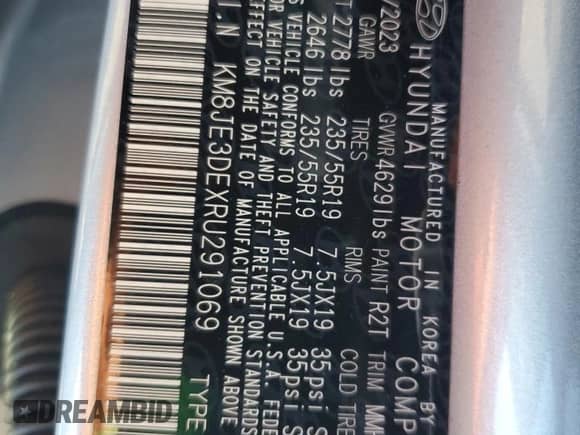 MANUFACTURED IN KOREA BY
HYUNDAI MOTOR COMP
/2023 GVWR 4629lbs PAINT R2T TRIM MM
GAWR TIRES RIMS COLD TIRE
T 2778 lbs 235/55R19 7.5JX19 35psi S
2646 lbs 235/55R19 7.5JX19 35psi S
S VEHICLE CONFORMS TO ALL APPLICABLE U.S.A. FEDE
OR VEHICLE SAFETY AND THEFT PREVENTION STANDARDS
EFFECT ON THE DATE OF MANUFACTURE SHOWN ABOVE
I.N KM8JE3DEXRU291069 TYPE
DREAMBID